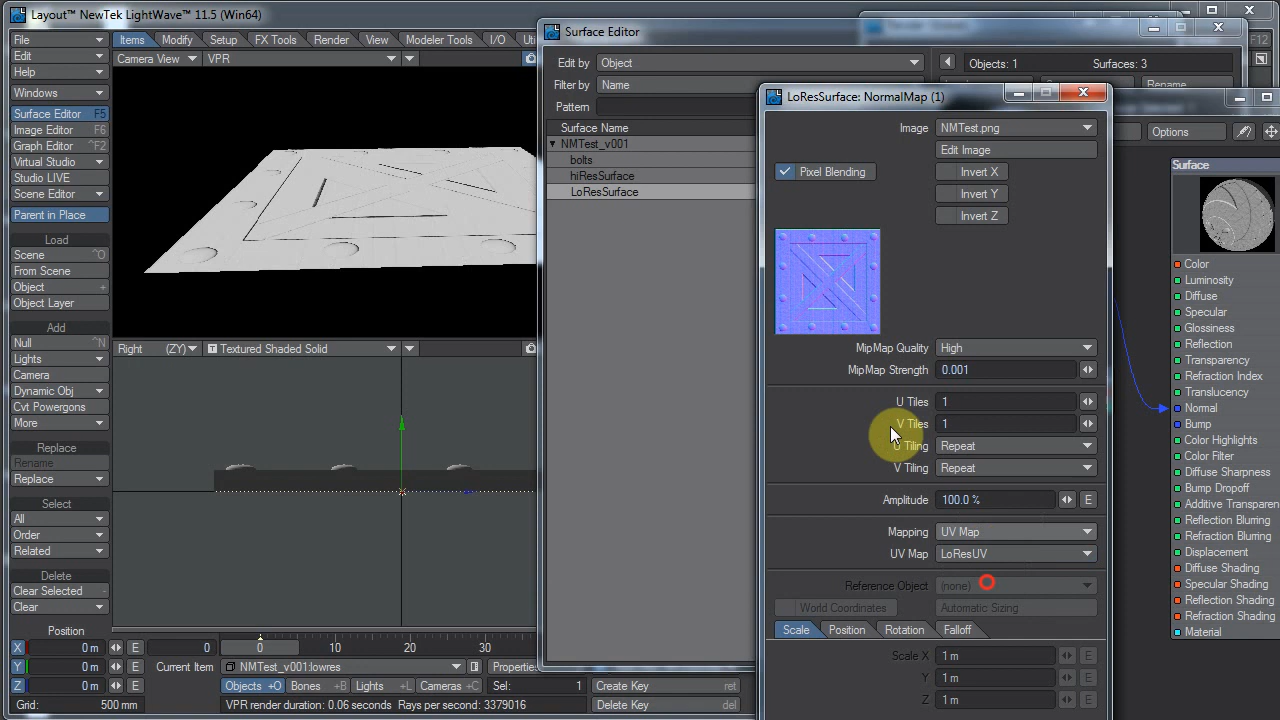 Layout™ NewTek LightWave ™ 11.5 (Win64)
File
Edit
Help
Windows
Surface Editor F5
Image Editor F6
Graph Editor ^F2
Virtual Studio
Studio LIVE
Scene Editor
Parent in Place
Load
Scene ^O
From Scene
Object +
Object Layer
Add
Null ^N
Lights
Camera
Dynamic Obj
Cvt Powergons
More
Replace
Rename
Replace
Select
All
Order
Related
Delete
Clear Selected -
Clear
Position
X 0 m E
Y 0 m E
Z 0 m E
Grid: 500 mm
Items Modify Setup FX Tools Render View Modeler Tools I/O
Camera View VPR
Right (ZY) Textured Shaded Solid
0 0 10 20 30
Current Item NMTest_v001:lowres Properties
Objects +O Bones +B Lights +L Cameras +C Sel: 1
VPR render duration: 0.06 seconds Rays per second: 3379016
Create Key ret
Delete Key del
Surface Editor
Edit by Object
Filter by Name
Pattern
Surface Name
NMTest_v001
bolts
hiResSurface
LoResSurface
Objects: 1 Surfaces: 3
Rename
F12
LoResSurface: NormalMap (1)
Image NMTest.png
Edit Image
Pixel Blending
Invert X
Invert Y
Invert Z
MipMap Quality High
MipMap Strength 0.001
U Tiles 1
V Tiles 1
U Tiling Repeat
V Tiling Repeat
Amplitude 100.0 % E
Mapping UV Map
UV Map LoResUV
Reference Object (none)
World Coordinates Automatic Sizing
Scale Position Rotation Falloff
Scale X 1 m E
Y 1 m E
Z 1 m E
Options
Surface
Color
Luminosity
Diffuse
Specular
Glossiness
Reflection
Transparency
Refraction Index
Translucency
Normal
Bump
Color Highlights
Color Filter
Diffuse Sharpness
Bump Dropoff
Additive Transparen
Reflection Blurring
Refraction Blurring
Displacement
Diffuse Shading
Specular Shading
Reflection Shading
Refraction Shading
Material